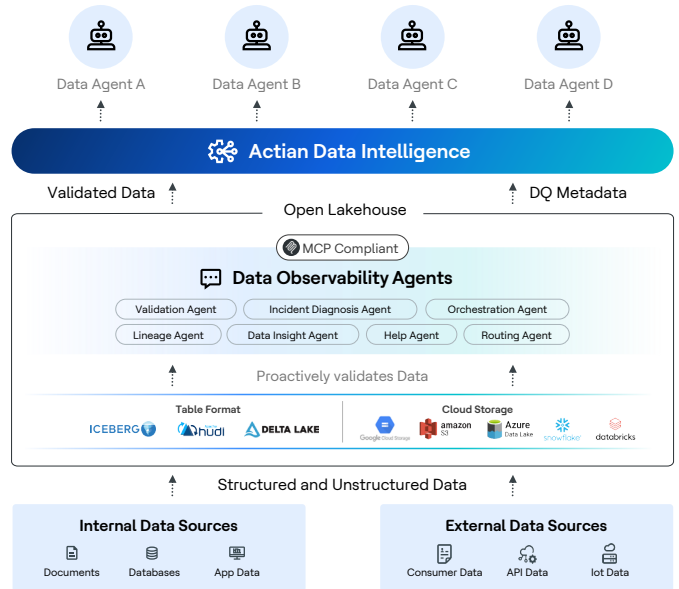 Data Agent A
Data Agent B
Data Agent C
Data Agent D
Actian Data Intelligence
Validated Data
DQ Metadata
Open Lakehouse
MCP Compliant
Data Observability Agents
Validation Agent
Incident Diagnosis Agent
Orchestration Agent
Lineage Agent
Data Insight Agent
Help Agent
Routing Agent
Proactively validates Data
Table Format
Cloud Storage
ICEBERG
hudi
DELTA LAKE
Google Cloud Storage
amazon
S3
Azure
Data Lake
snowflake
databricks
Structured and Unstructured Data
Internal Data Sources
External Data Sources
Documents
Databases
App Data
Consumer Data
API Data
Iot Data